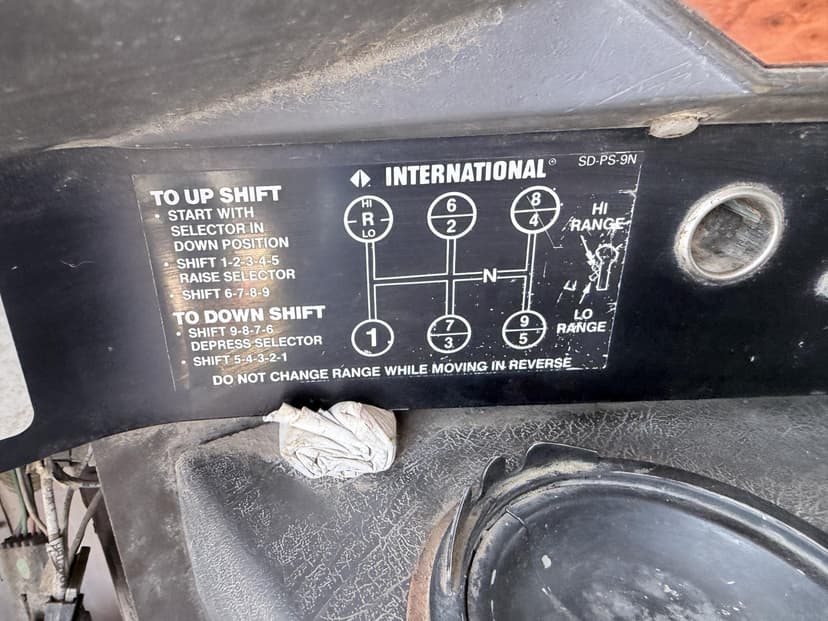 INTERNATIONAL®
SD-PS-9N
TO UP SHIFT
• START WITH
SELECTOR IN
DOWN POSITION
• SHIFT 1-2-3-4-5
RAISE SELECTOR
• SHIFT 6-7-8-9
TO DOWN SHIFT
• SHIFT 9-8-7-6
DEPRESS SELECTOR
• SHIFT 5-4-3-2-1
HI
R
LO
6
2
8
4
N
1
7
3
9
5
HI
RANGE
LO
RANGE
DO NOT CHANGE RANGE WHILE MOVING IN REVERSE